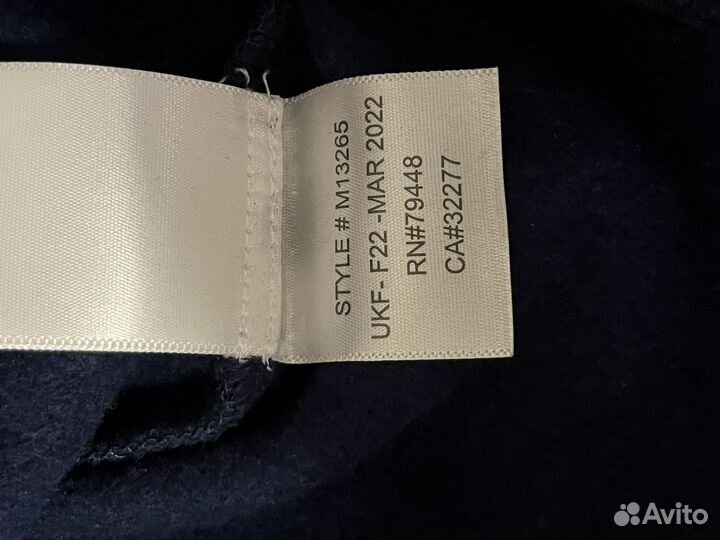 STYLE # M13265
UKF- F22 -MAR 2022
RN#79448
CA#32277
Avito